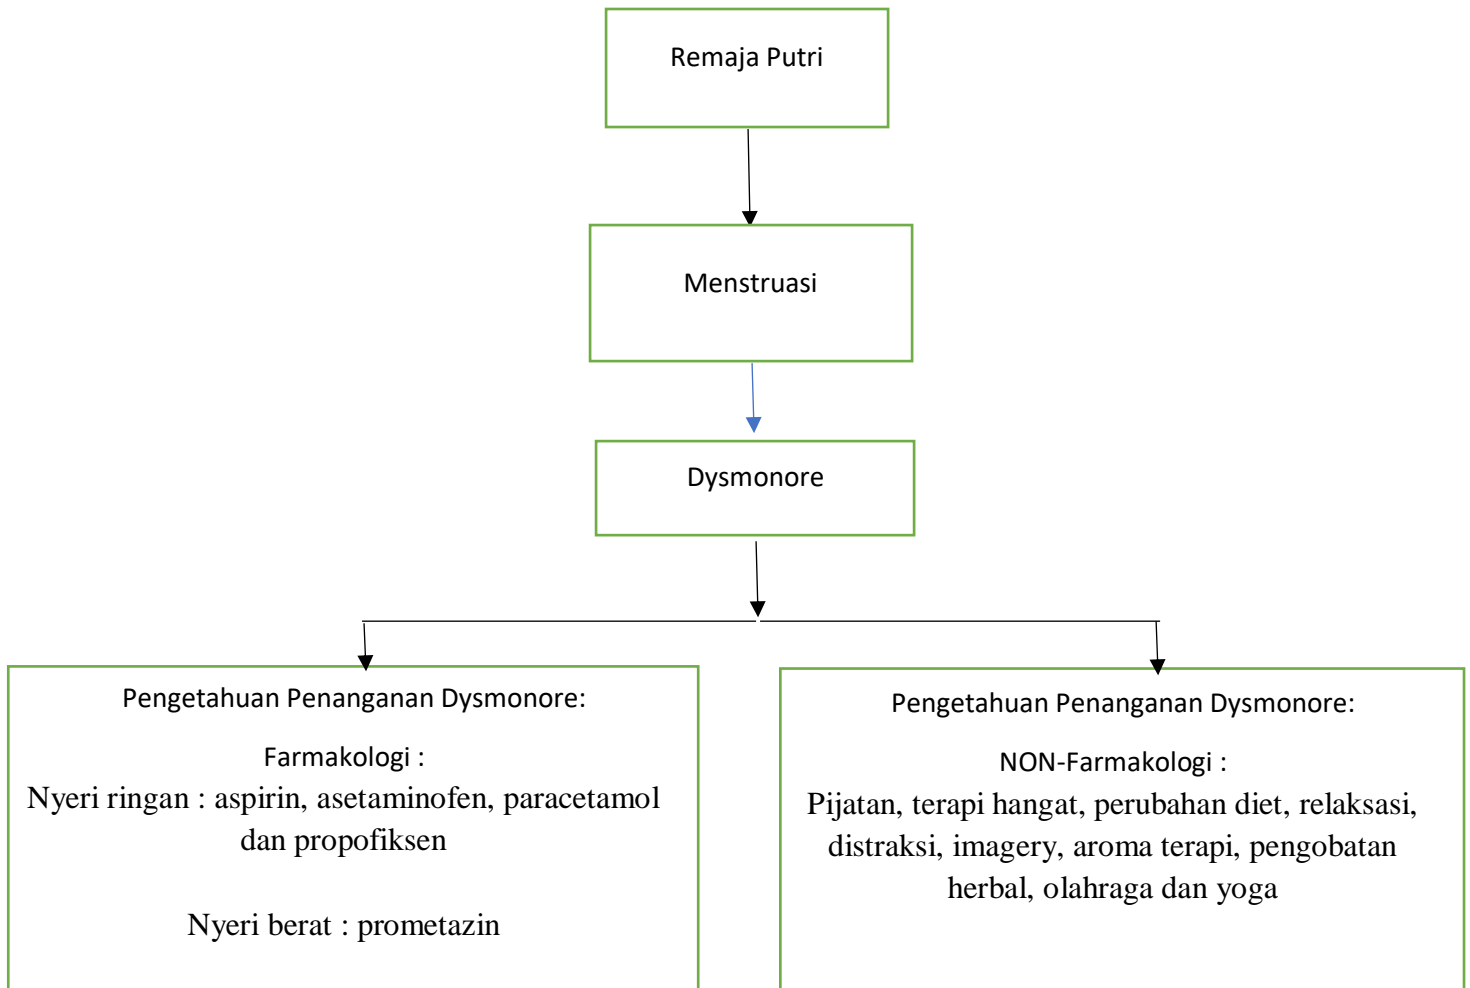 Remaja Putri
Menstruasi
Dysmonore
Pengetahuan Penanganan Dysmonore:
Farmakologi :
Nyeri ringan : aspirin, asetaminofen, paracetamol
dan propofiksen
Nyeri berat : prometazin
Pengetahuan Penanganan Dysmonore:
NON-Farmakologi :
Pijatan, terapi hangat, perubahan diet, relaksasi,
distraksi, imagery, aroma terapi, pengobatan
herbal, olahraga dan yoga